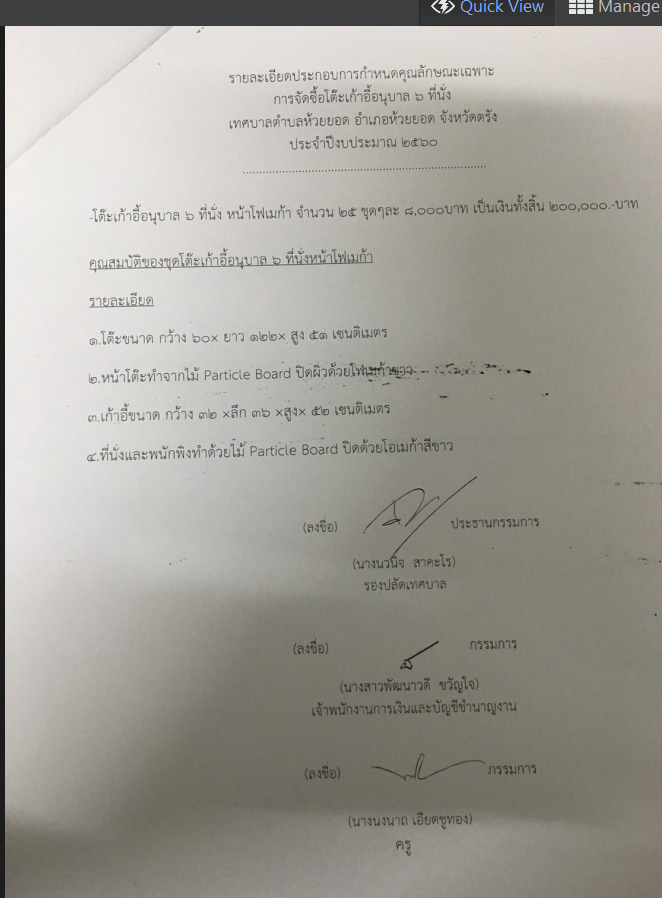 Quick View
Manage
รายละเอียดประกอบการกำหนดคุณลักษณะเฉพาะ
การจัดซื้อโต๊ะเก้าอี้อนุบาล ๖ ที่นั่ง
เทศบาลตำบลห้วยยอด อำเภอห้วยยอด จังหวัดตรัง
ประจำปีงบประมาณ ๒๕๖๐
-โต๊ะเก้าอี้อนุบาล ๖ ที่นั่ง หน้าโฟเมก้า จำนวน ๒๕ ชุดๆละ ๘,๐๐๐บาท เป็นเงินทั้งสิ้น ๒๐๐,๐๐๐.-บาท
คุณสมบัติของชุดโต๊ะเก้าอี้อนุบาล ๖ ที่นั่งหน้าโฟเมก้า
รายละเอียด
๑.โต๊ะขนาด กว้าง ๖๐× ยาว ๑๒๒× สูง ๕๑ เซนติเมตร
๒.หน้าโต๊ะทำจากไม้ Particle Board ปิดผิวด้วยโฟเมก้าขาว
๓.เก้าอี้ขนาด กว้าง ๓๒ ×ลึก ๓๖ ×สูง× ๕๒ เซนติเมตร
๔.ที่นั่งและพนักพิงทำด้วยไม้ Particle Board ปิดด้วยโอเมก้าสีขาว
(ลงชื่อ) ประธานกรรมการ
(นางนวนิจ สาคะโร)
รองปลัดเทศบาล
(ลงชื่อ) กรรมการ
(นางสาวพัฒนาวดี ขวัญใจ)
เจ้าพนักงานการเงินและบัญชีชำนาญงาน
(ลงชื่อ) กรรมการ
(นางนงนาถ เอียดชูทอง)
ครู